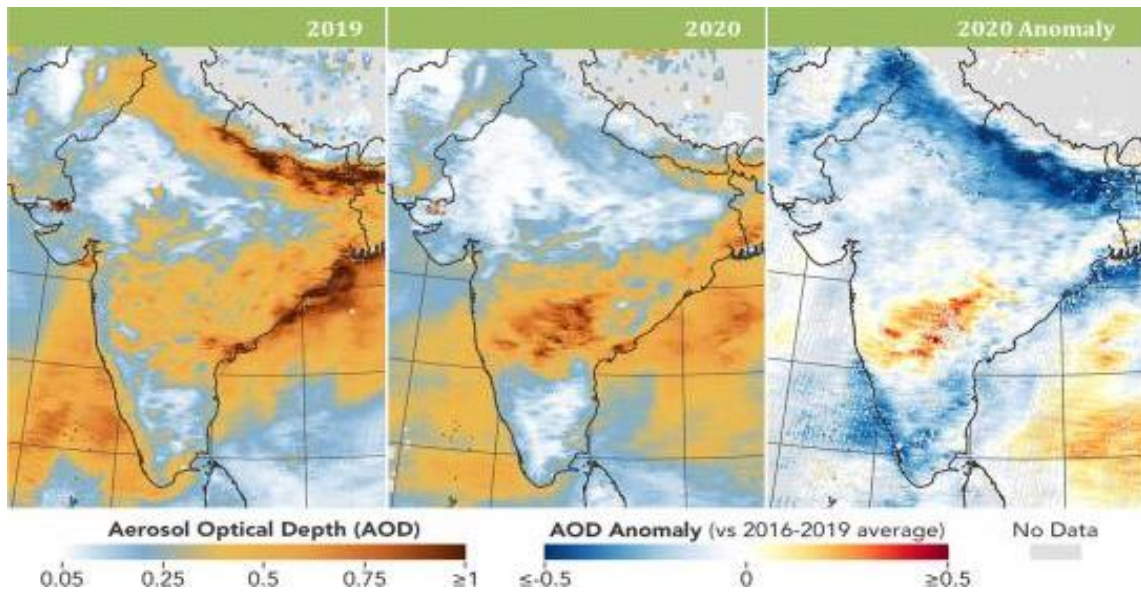 2019
2020
2020 Anomaly
Aerosol Optical Depth (AOD)
0.05 0.25 0.5 0.75 ≥1
AOD Anomaly (vs 2016-2019 average)
≤-0.5 0 ≥0.5
No Data